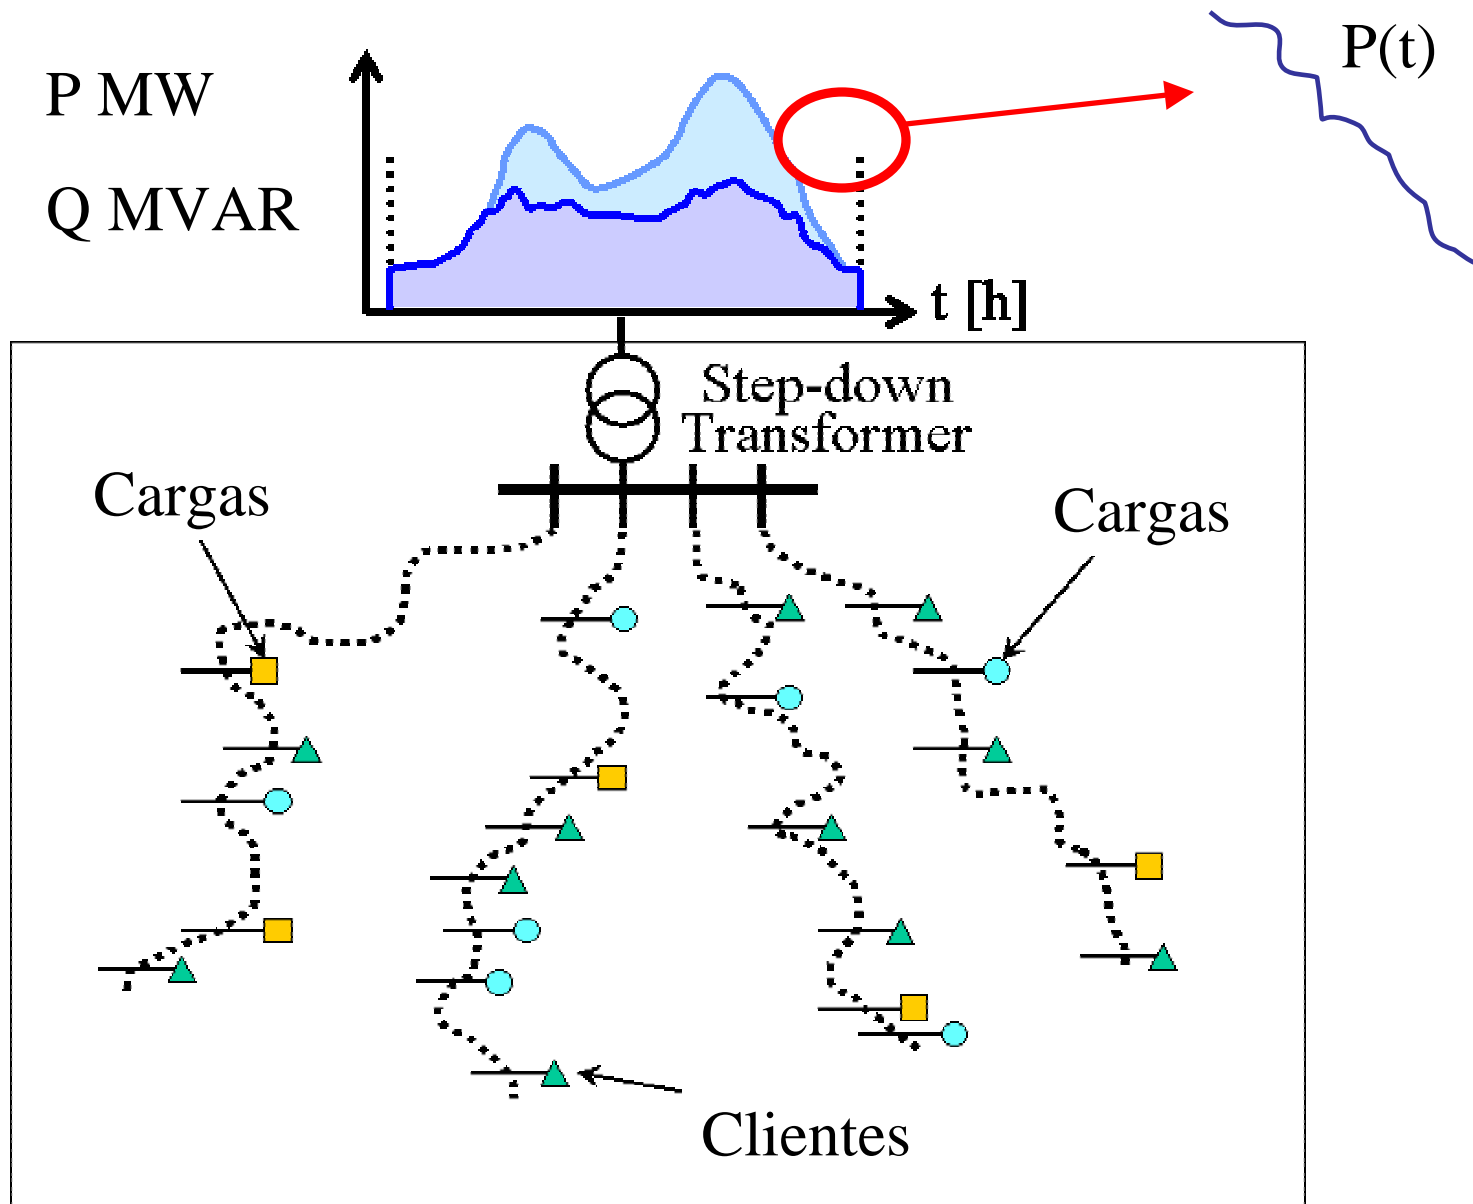 P MW
P(t)
Q MVAR
t [h]
Step-down
Transformer
Cargas
Cargas
Clientes